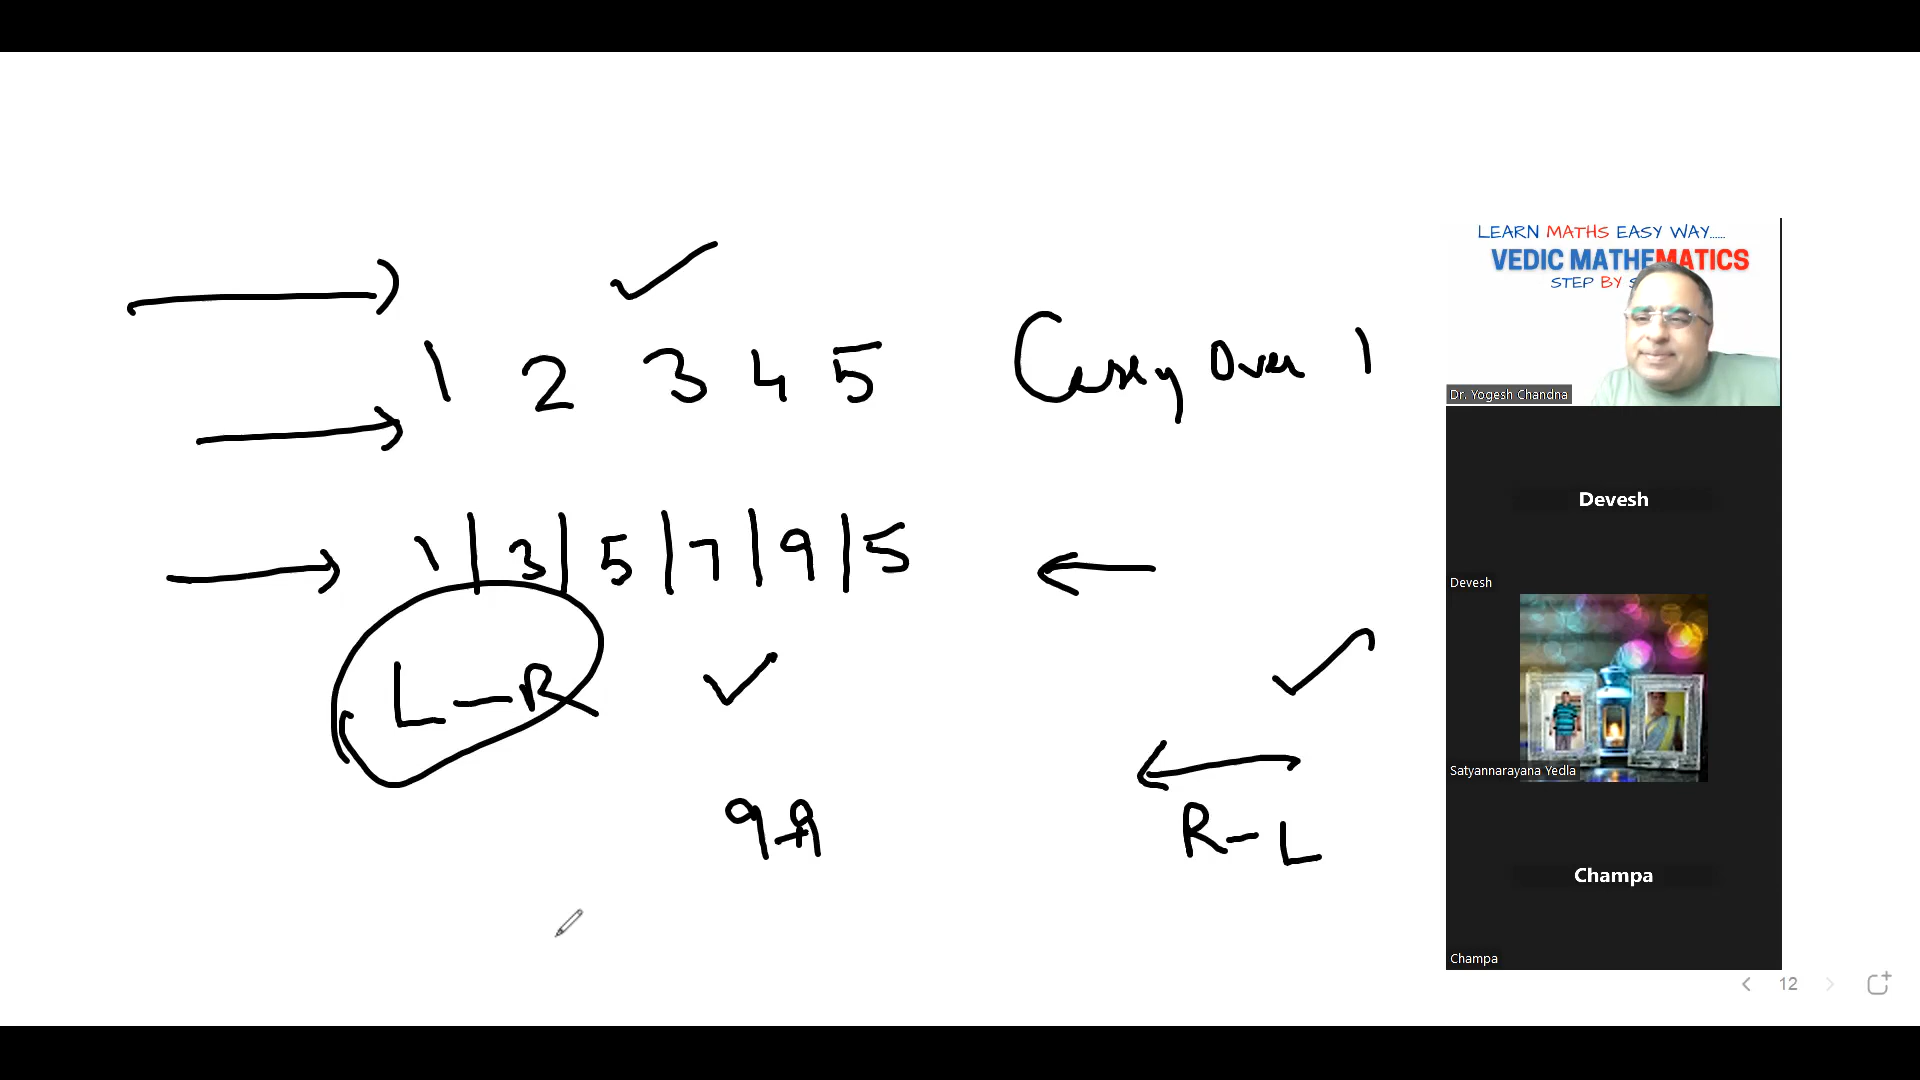 LEARN MATHS EASY WAY......
VEDIC MATHEMATICS
STEP BY S
Dr. Yogesh Chandna
1 2 3 4 5 Carry Over 1
1 | 3 | 5 | 7 | 9 | 5
L - R
99
R - L
Devesh
Devesh
Satyannarayana Yedla
Champa
Champa
12